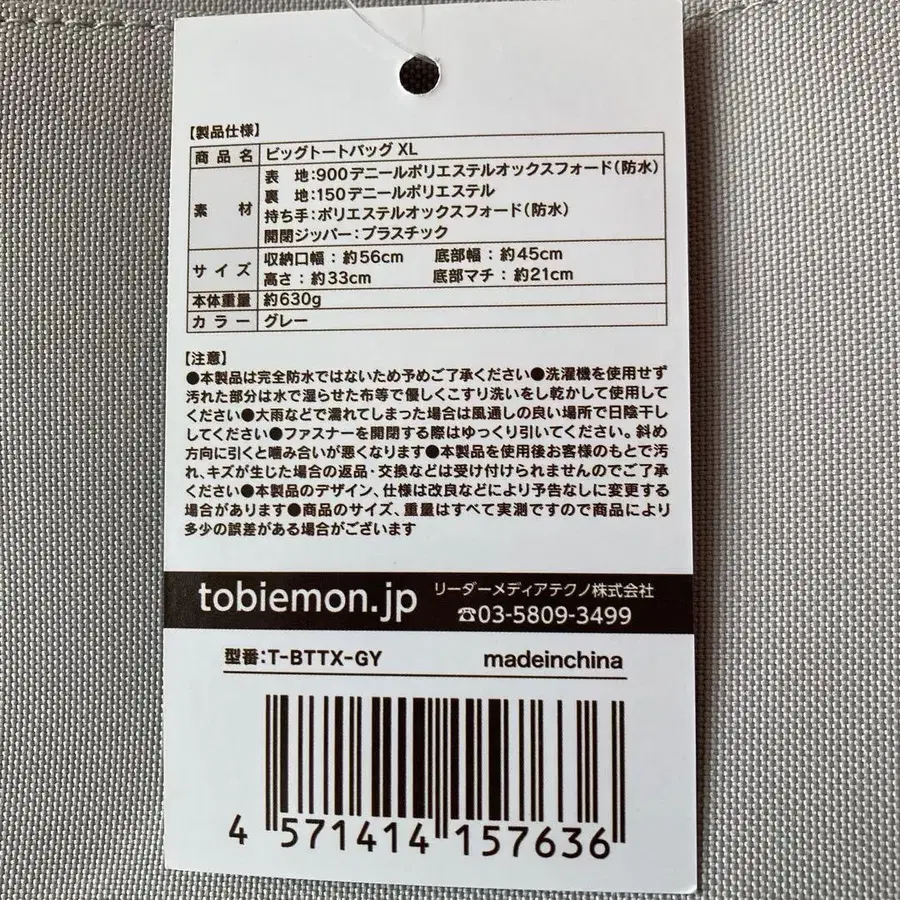 【製品仕様】
商品名 ビッグトートバッグ XL
素材 表 地:900デニールポリエステルオックスフォード(防水)
裏 地:150デニールポリエステル
持ち手:ポリエステルオックスフォード(防水)
開閉ジッパー:プラスチック
サイズ 収納口幅:約56cm 底部幅:約45cm
高さ:約33cm 底部マチ:約21cm
本体重量 約630g
カラー グレー
【注意】
●本製品は完全防水ではないため予めご了承ください●洗濯機を使用せず
汚れた部分は水で湿らせた布等で優しくこすり洗いをし乾かして使用して
ください●大雨などで濡れてしまった場合は風通しの良い場所で日陰干し
してください●ファスナーを開閉する際はゆっくり引いてください。斜め
方向に引くと噛み合いが悪くなります●本製品を使用後お客様のもとで汚
れ、キズが生じた場合の返品・交換などは受け付けられませんのでご了承
ください●本製品のデザイン、仕様は改良などにより予告なしに変更する
場合があります●商品のサイズ、重量はすべて実測ですので商品により
多少の誤差がある場合がございます
tobiemon.jp リーダーメディアテクノ株式会社
☎03-5809-3499
型番:T-BTTX-GY madeinchina
4 571414 157636